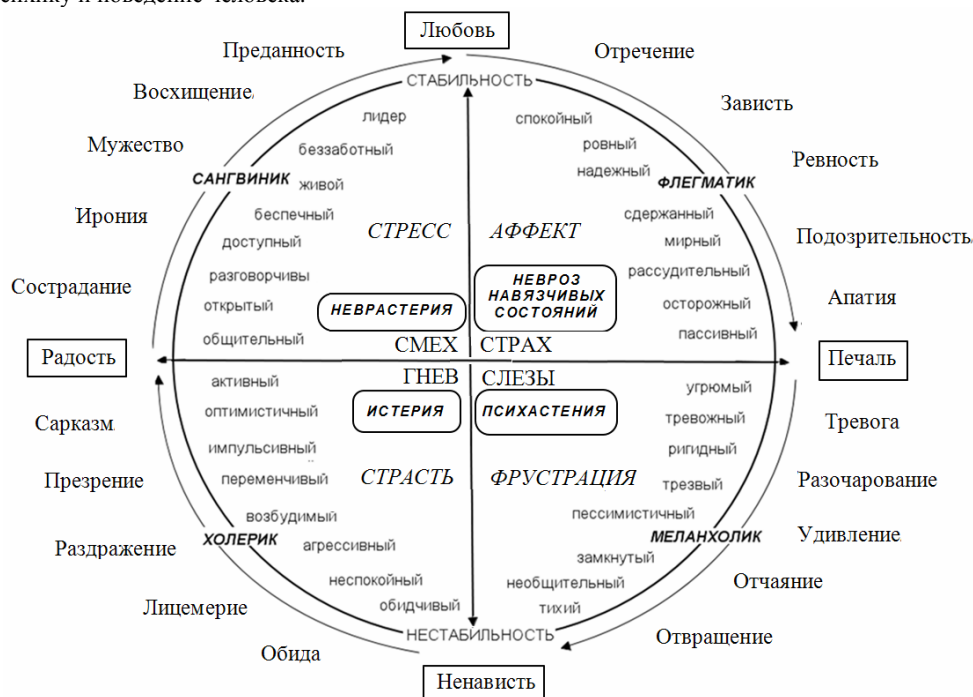 Любовь
Преданность
Отречение
СТАБИЛЬНОСТЬ
Восхищение
Зависть
лидер
спокойный
Мужество
беззаботный
ровный
Ревность
САНГВИНИК
живой
надежный
ФЛЕГМАТИК
Ирония
беспечный
СТРЕСС
АФФЕКТ
сдержанный
Подозрительность
доступный
мирный
Сострадание
разговорчивы
НЕВРОЗ
НАВЯЗЧИВЫХ
СОСТОЯНИЙ
рассудительный
Апатия
открытый
НЕВРАСТЕРИЯ
осторожный
общительный
пассивный
СМЕХ
СТРАХ
Радость
Печаль
ГНЕВ
СЛЕЗЫ
активный
угрюмый
Сарказм
оптимистичный
ИСТЕРИЯ
ПСИХАСТЕНИЯ
тревожный
Тревога
импульсивный
ригидный
Презрение
переменчивый
СТРАСТЬ
ФРУСТРАЦИЯ
трезвый
Разочарование
возбудимый
пессимистичный
Раздражение
ХОЛЕРИК
агрессивный
МЕЛАНХОЛИК
Удивление
замкнутый
неспокойный
необщительный
Отчаяние
Лицемерие
обидчивый
тихий
НЕСТАБИЛЬНОСТЬ
Отвращение
Обида
Ненависть